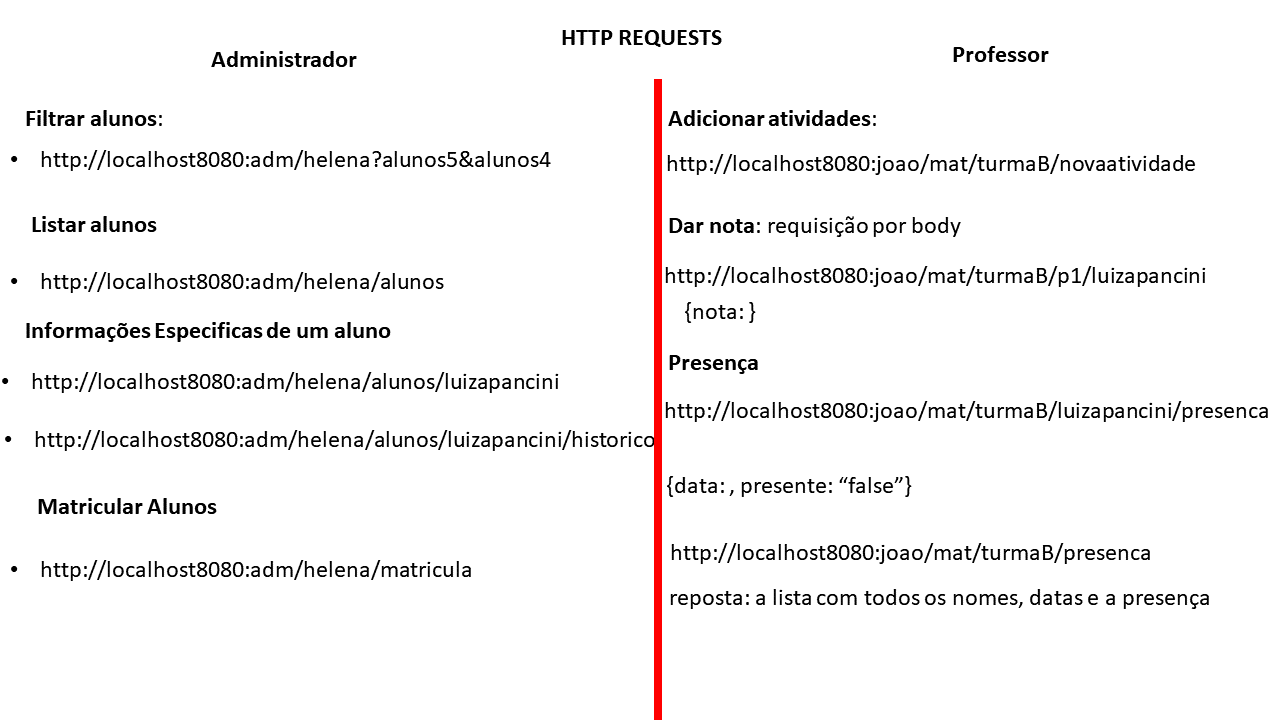 HTTP REQUESTS
Administrador
Filtrar alunos:
• http://localhost8080:adm/helena?alunos5&alunos4
Listar alunos
• http://localhost8080:adm/helena/alunos
Informações Especificas de um aluno
• http://localhost8080:adm/helena/alunos/luizapancini
• http://localhost8080:adm/helena/alunos/luizapancini/historico
Matricular Alunos
• http://localhost8080:adm/helena/matricula
Professor
Adicionar atividades:
http://localhost8080:joao/mat/turmaB/novaatividade
Dar nota: requisição por body
http://localhost8080:joao/mat/turmaB/p1/luizapancini
{nota: }
Presença
http://localhost8080:joao/mat/turmaB/luizapancini/presenca
{data: , presente: “false”}
http://localhost8080:joao/mat/turmaB/presenca
reposta: a lista com todos os nomes, datas e a presença